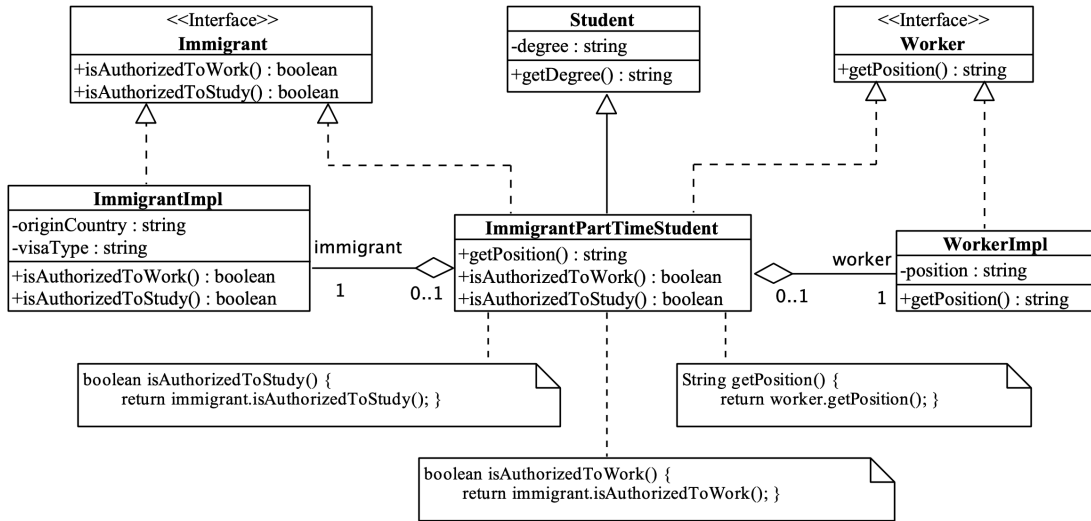 <<Interface>>
Immigrant
+isAuthorizedToWork() : boolean
+isAuthorizedToStudy() : boolean
Student
-degree : string
+getDegree() : string
<<Interface>>
Worker
+getPosition() : string
ImmigrantImpl
-originCountry : string
-visaType : string
+isAuthorizedToWork() : boolean
+isAuthorizedToStudy() : boolean
immigrant
1
0..1
ImmigrantPartTimeStudent
+getPosition() : string
+isAuthorizedToWork() : boolean
+isAuthorizedToStudy() : boolean
worker
0..1
1
WorkerImpl
-position : string
+getPosition() : string
boolean isAuthorizedToStudy() {
return immigrant.isAuthorizedToStudy(); }
String getPosition() {
return worker.getPosition(); }
boolean isAuthorizedToWork() {
return immigrant.isAuthorizedToWork(); }